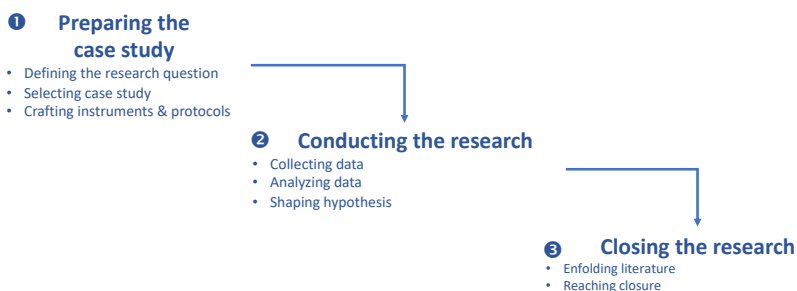 ❶ Preparing the
case study
• Defining the research question
• Selecting case study
• Crafting instruments & protocols
❷ Conducting the research
• Collecting data
• Analyzing data
• Shaping hypothesis
❸ Closing the research
• Enfolding literature
• Reaching closure